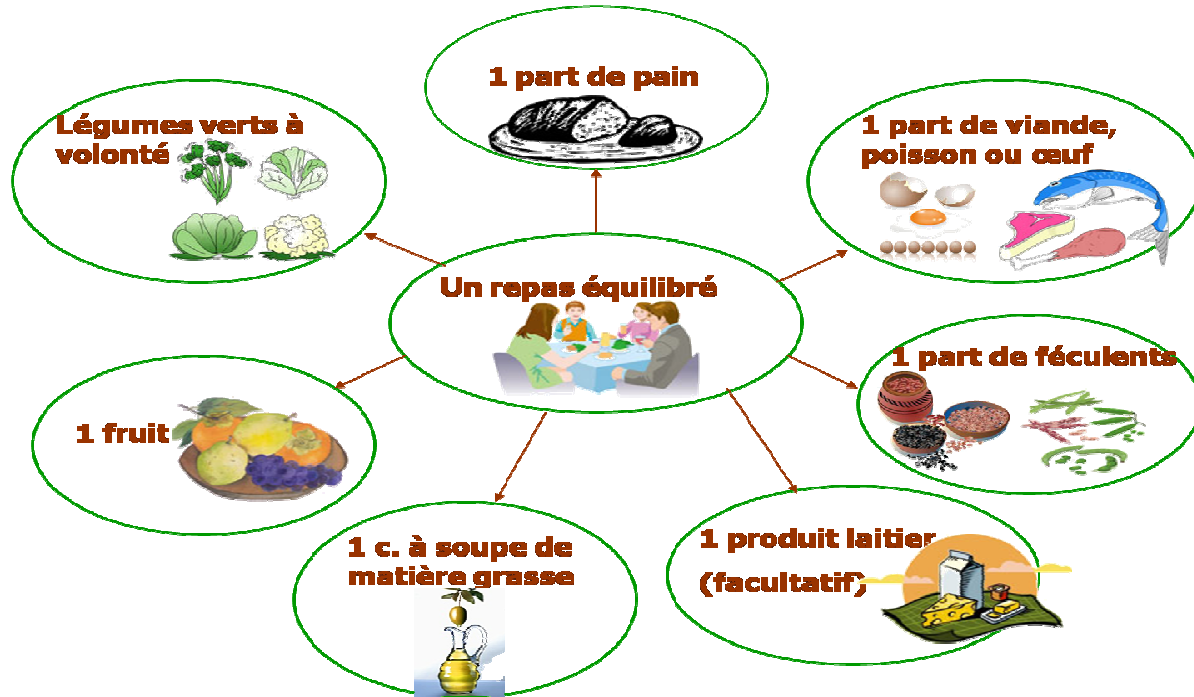 1 part de pain
Légumes verts à
volonté
1 part de viande,
poisson ou œuf
Un repas équilibré
1 part de féculents
1 fruit
1 c. à soupe de
matière grasse
1 produit laitier
(facultatif)